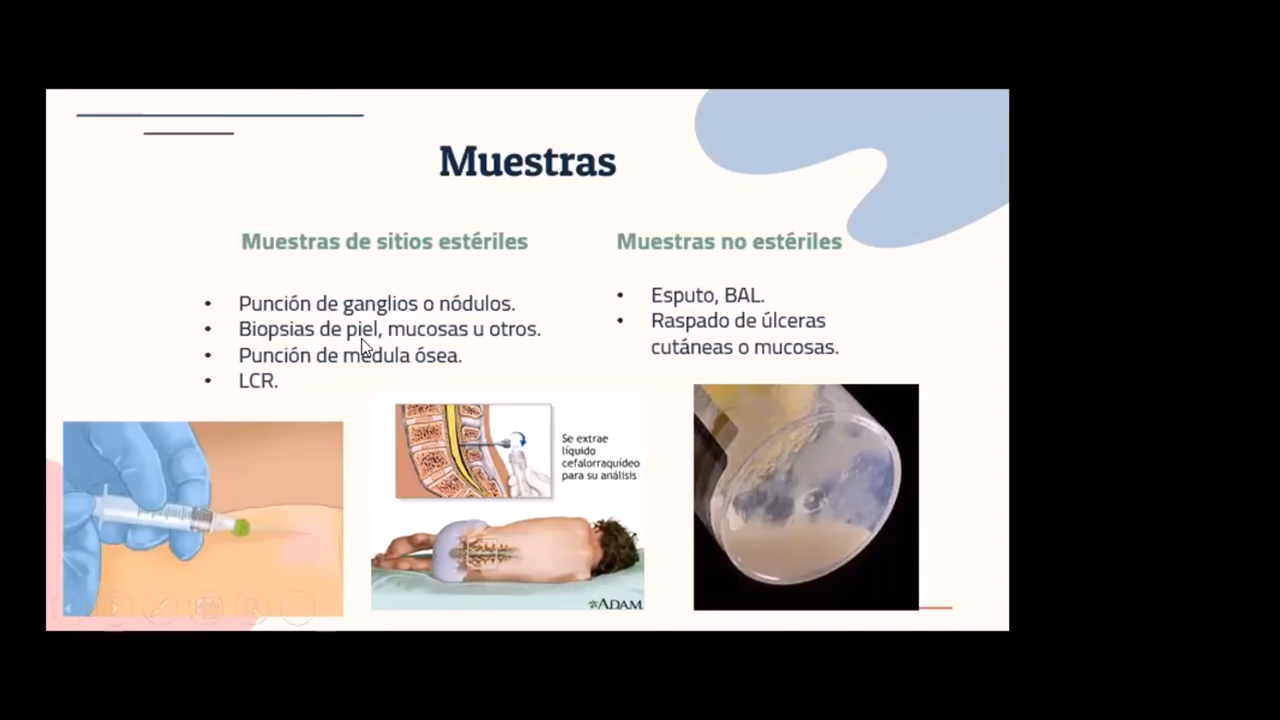 Muestras
Muestras de sitios estériles
• Punción de ganglios o nódulos.
• Biopsias de piel, mucosas u otros.
• Punción de médula ósea.
• LCR.
Muestras no estériles
• Esputo, BAL.
• Raspado de úlceras
cutáneas o mucosas.
Se extrae
líquido
cefalorraquídeo
para su análisis
ADAM